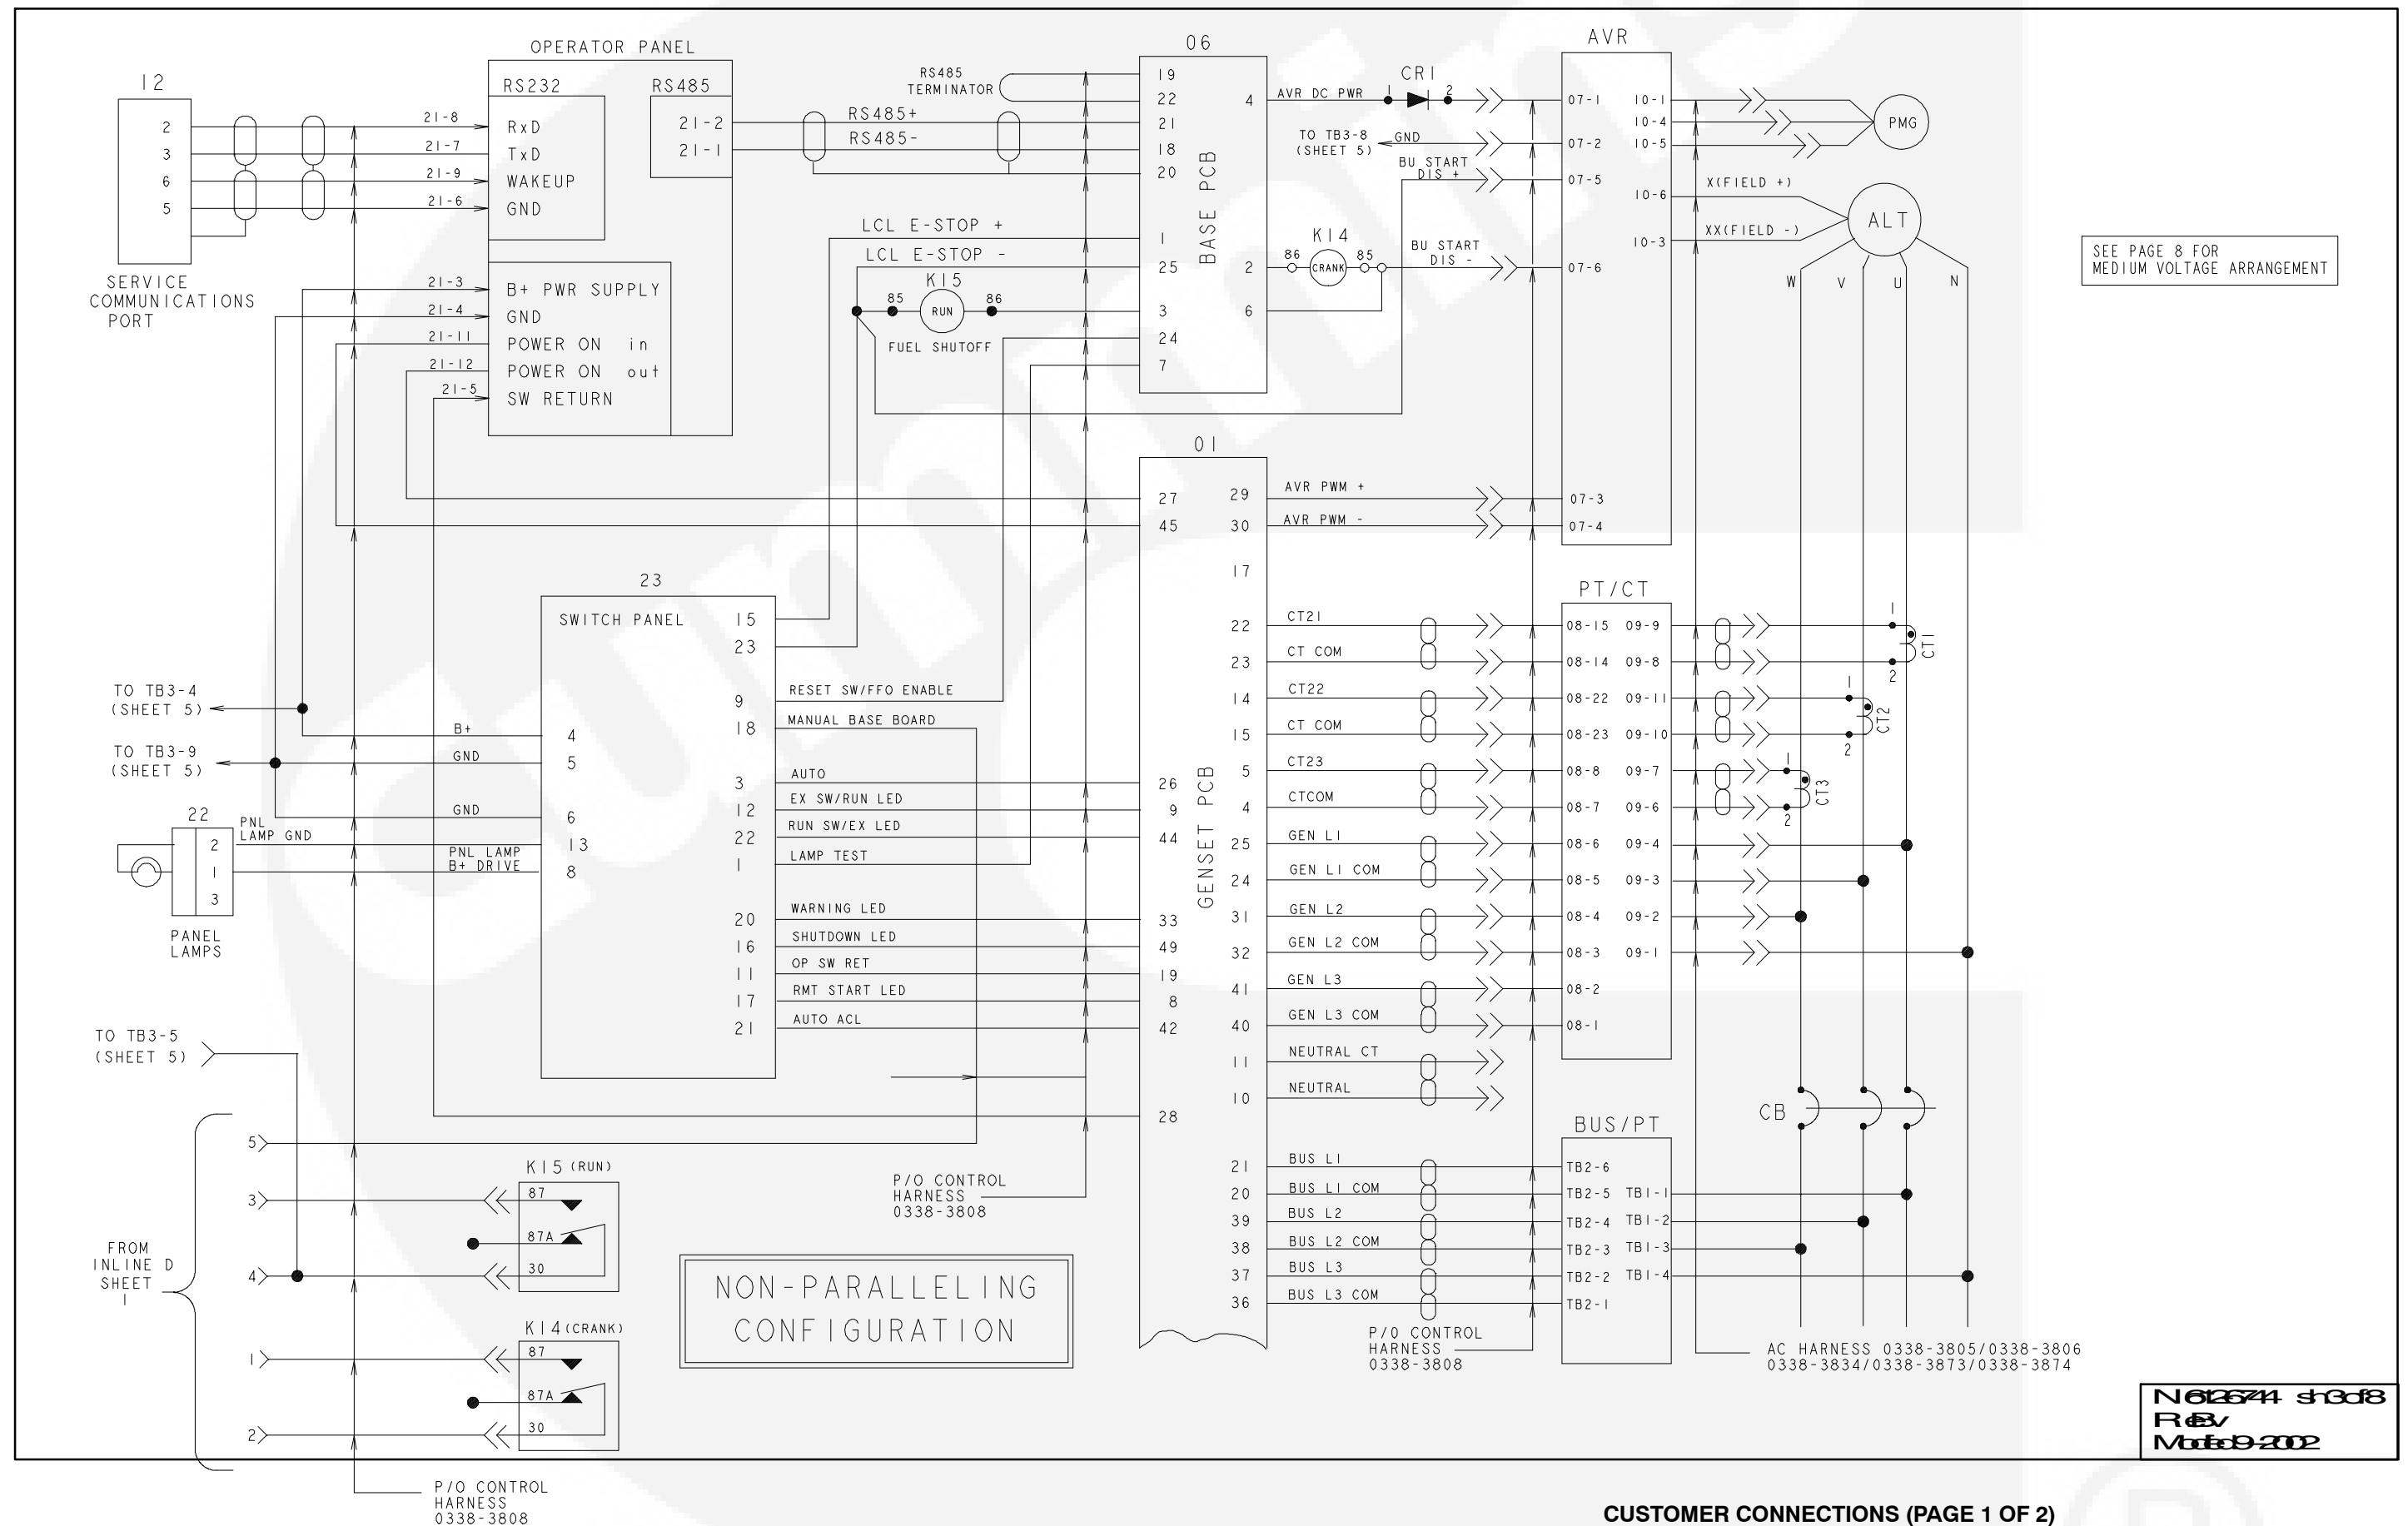 12
2
3
6
5
SERVICE
COMMUNICATIONS
PORT
21-8
21-7
21-9
21-6
21-3
21-4
21-11
21-12
21-5
OPERATOR PANEL
RS232
RxD
TxD
WAKEUP
GND
B+ PWR SUPPLY
GND
POWER ON in
POWER ON out
SW RETURN
RS485
21-2
21-1
RS485
TERMINATOR
RS485+
RS485-
LCL E-STOP +
LCL E-STOP -
K15
85
RUN
86
FUEL SHUTOFF
06
BASE PCB
19
22
21
18
20
1
25
3
24
7
4
2
6
AVR DC PWR
CR1
1
2
TO TB3-8
(SHEET 5)
GND
BU START
DIS +
K14
86
CRANK
85
BU START
DIS -
AVR
07-1
07-2
07-5
07-6
07-3
07-4
10-1
10-4
10-5
10-6
10-3
PMG
X(FIELD +)
XX(FIELD -)
ALT
W
V
U
N
SEE PAGE 8 FOR
MEDIUM VOLTAGE ARRANGEMENT
01
GENSET PCB
27
45
26
9
44
33
49
19
8
42
28
29
30
17
22
23
14
15
5
4
25
24
31
32
41
40
11
10
21
20
39
38
37
36
AVR PWM +
AVR PWM -
CT21
CT COM
CT22
CT COM
CT23
CTCOM
GEN L1
GEN L1 COM
GEN L2
GEN L2 COM
GEN L3
GEN L3 COM
NEUTRAL CT
NEUTRAL
BUS L1
BUS L1 COM
BUS L2
BUS L2 COM
BUS L3
BUS L3 COM
PT/CT
08-15 09-9
08-14 09-8
08-22 09-11
08-23 09-10
08-8 09-7
08-7 09-6
08-6 09-4
08-5 09-3
08-4 09-2
08-3 09-1
08-2
08-1
1
CT1
2
1
CT2
2
1
CT3
2
CB
BUS/PT
TB2-6
TB2-5 TB1-1
TB2-4 TB1-2
TB2-3 TB1-3
TB2-2 TB1-4
TB2-1
23
SWITCH PANEL
15
23
9
18
3
12
22
1
20
16
11
17
21
4
5
6
13
8
RESET SW/FFO ENABLE
MANUAL BASE BOARD
AUTO
EX SW/RUN LED
RUN SW/EX LED
LAMP TEST
WARNING LED
SHUTDOWN LED
OP SW RET
RMT START LED
AUTO ACL
TO TB3-4
(SHEET 5)
B+
TO TB3-9
(SHEET 5)
GND
GND
22
PNL
LAMP GND
PNL LAMP
B+ DRIVE
2
1
3
PANEL
LAMPS
TO TB3-5
(SHEET 5)
5
3
4
1
2
FROM
INLINE D
SHEET
1
K15 (RUN)
87
87A
30
K14 (CRANK)
87
87A
30
P/O CONTROL
HARNESS
0338-3808
NON-PARALLELING
CONFIGURATION
P/O CONTROL
HARNESS
0338-3808
AC HARNESS 0338-3805/0338-3806
0338-3834/0338-3873/0338-3874
P/O CONTROL
HARNESS
0338-3808
CUSTOMER CONNECTIONS (PAGE 1 OF 2)
cummins
®